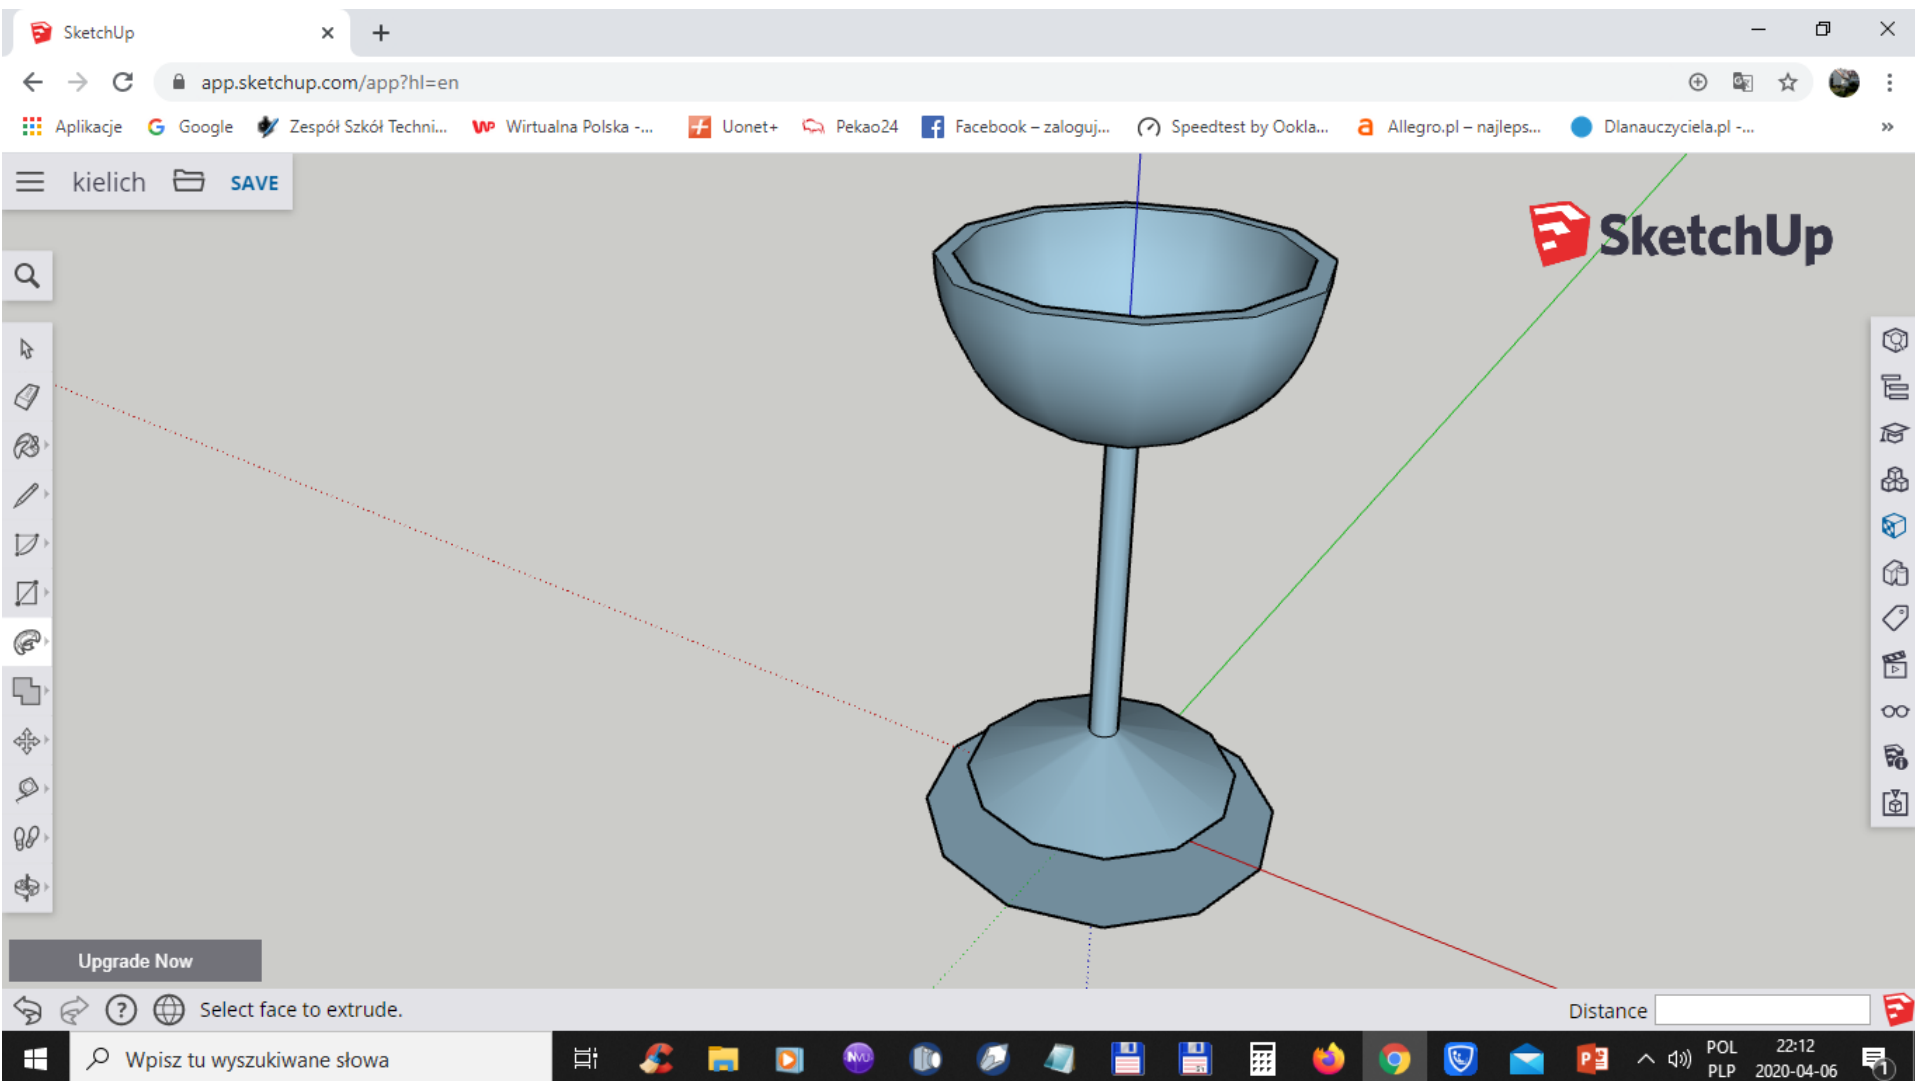 SketchUp
app.sketchup.com/app?hl=en
Aplikacje Google Zespół Szkół Techni... Wirtualna Polska -... Uonet+ Pekao24 Facebook – zaloguj... Speedtest by Ookla... Allegro.pl – najleps... Dlanauczyciela.pl -...
kielich SAVE
SketchUp
Upgrade Now
Select face to extrude.
Distance
Wpisz tu wyszukiwane słowa
POL 22:12
PLP 2020-04-06
1